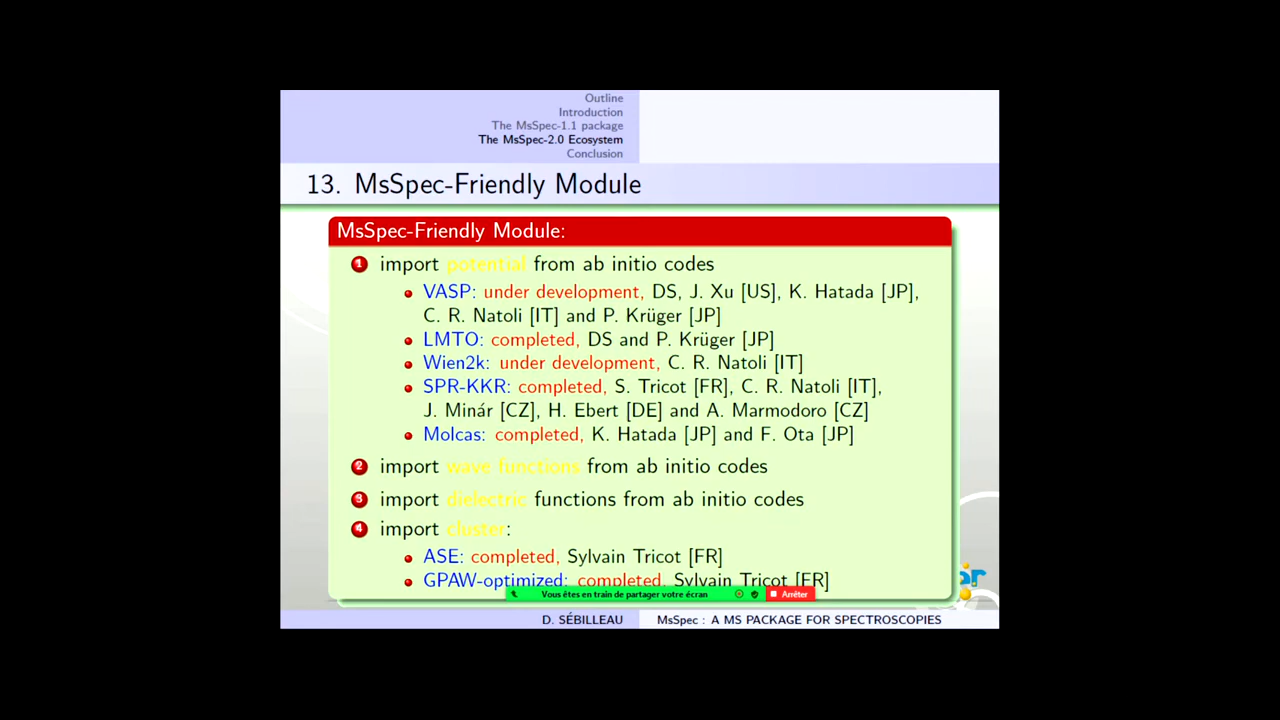 Outline
Introduction
The MsSpec-1.1 package
The MsSpec-2.0 Ecosystem
Conclusion
13. MsSpec-Friendly Module
MsSpec-Friendly Module:
1 import potential from ab initio codes
VASP: under development, DS, J. Xu [US], K. Hatada [JP],
C. R. Natoli [IT] and P. Krüger [JP]
LMTO: completed, DS and P. Krüger [JP]
Wien2k: under development, C. R. Natoli [IT]
SPR-KKR: completed, S. Tricot [FR], C. R. Natoli [IT],
J. Minár [CZ], H. Ebert [DE] and A. Marmodoro [CZ]
Molcas: completed, K. Hatada [JP] and F. Ota [JP]
2 import wave functions from ab initio codes
3 import dielectric functions from ab initio codes
4 import cluster:
ASE: completed, Sylvain Tricot [FR]
GPAW-optimized: completed, Sylvain Tricot [FR]
Vous êtes en train de partager votre écran Arrêter
D. SÉBILLEAU MsSpec : A MS PACKAGE FOR SPECTROSCOPIES